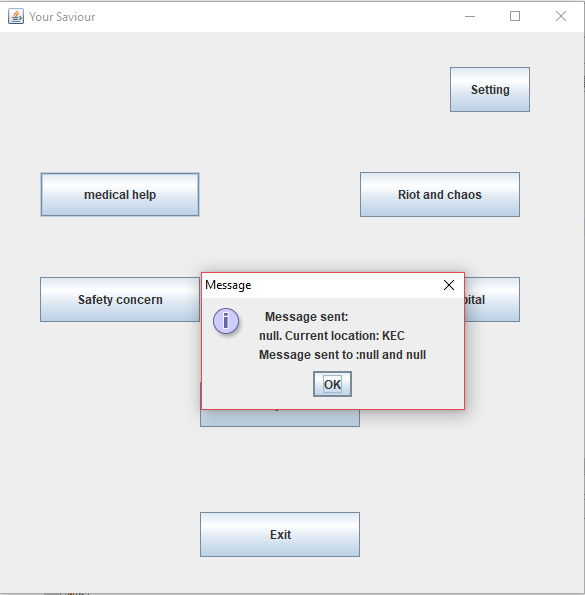 Your Saviour
Setting
medical help
Riot and chaos
Safety concern
Message
Message sent:
null. Current location: KEC
Message sent to :null and null
OK
Exit